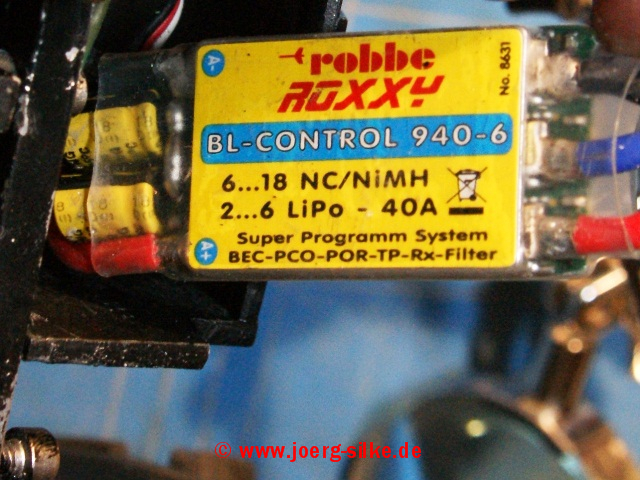 A-
robbe
ROXXY
No. 8631
BL-CONTROL 940-6
6...18 NC/NiMH
2...6 LiPo - 40A
A+
Super Programm System
BEC-PCO-POR-TP-Rx-Filter
© www.joerg-silke.de